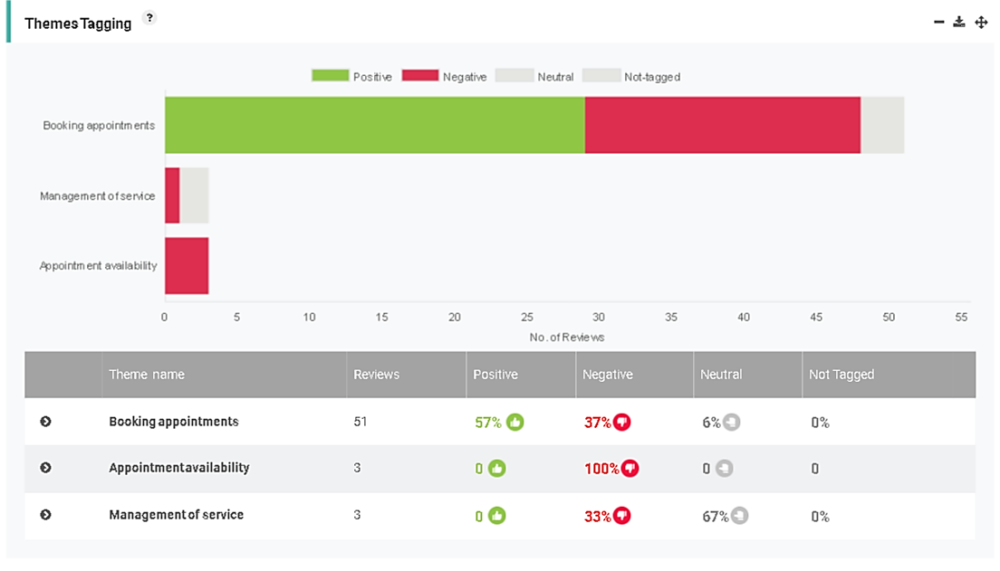 Themes Tagging ?
Positive Negative Neutral Not-tagged
Booking appointments
Management of service
Appointment availability
0 5 10 15 20 25 30 35 40 45 50 55
No. of Reviews
Theme name Reviews Positive Negative Neutral Not Tagged
Booking appointments 51 57% 37% 6% 0%
Appointment availability 3 0 100% 0 0
Management of service 3 0 33% 67% 0%